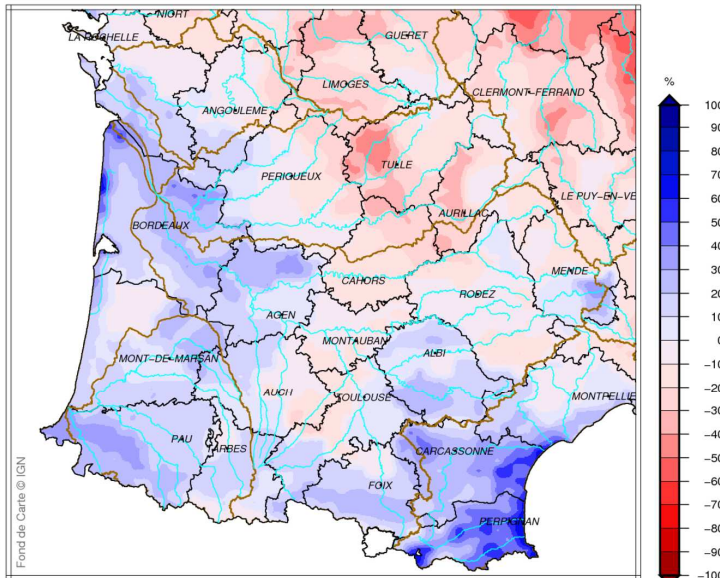 NIORT
LA ROCHELLE
GUERET
LIMOGES
CLERMONT-FERRAND
ANGOULEME
TULLE
PERIGUEUX
LE PUY-EN-VE
AURILLAC
BORDEAUX
MENDE
CAHORS
RODEZ
AGEN
MONTAUBAN
ALBI
MONT-DE-MARSAN
AUCH
TOULOUSE
MONTPELLIE
PAU
TARBES
CARCASSONNE
FOIX
PERPIGNAN
Fond de Carte © IGN
%
100
90
80
70
60
50
40
30
20
10
0
-10
-20
-30
-40
-50
-60
-70
-80
-90
-100